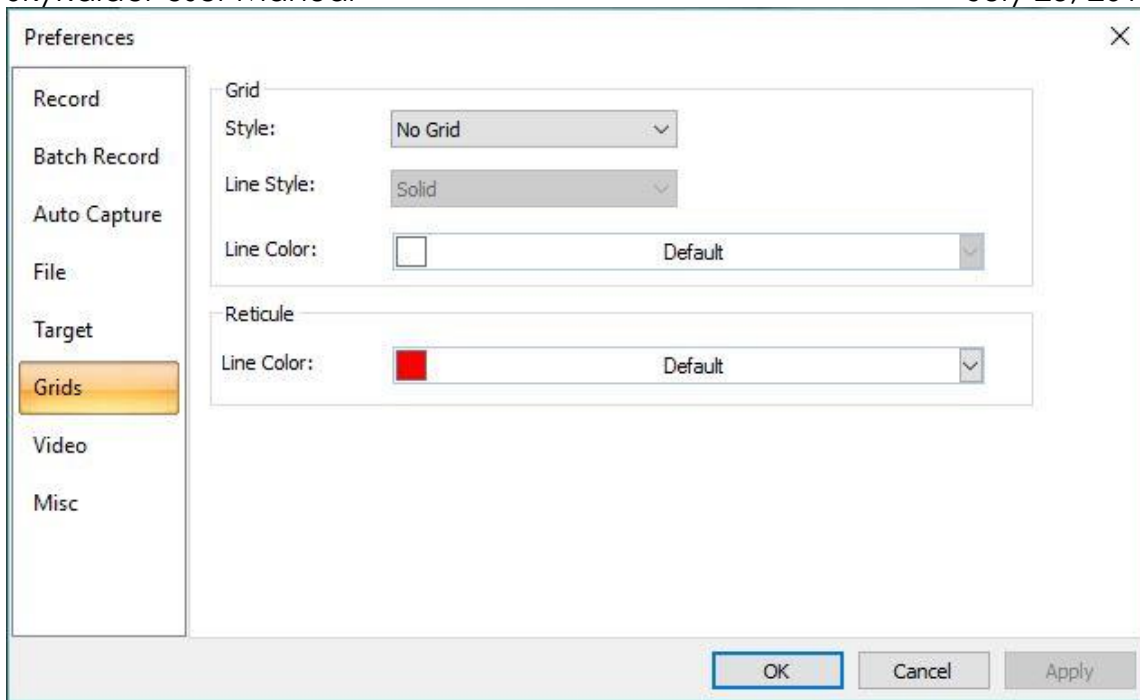 Preferences
Record
Batch Record
Auto Capture
File
Target
Grids
Video
Misc
Grid
Style: No Grid
Line Style: Solid
Line Color: Default
Reticule
Line Color: Default
OK Cancel Apply